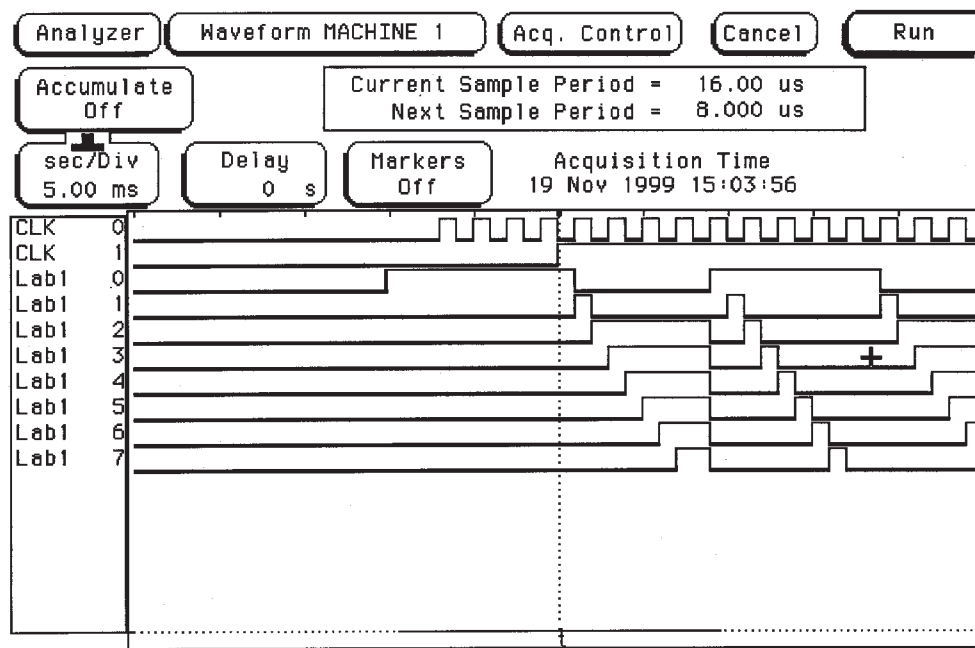 Analyzer Waveform MACHINE 1 Acq. Control Cancel Run
Accumulate
Off
Current Sample Period = 16.00 us
Next Sample Period = 8.000 us
sec/Div
5.00 ms
Delay
0 s
Markers
Off
Acquisition Time
19 Nov 1999 15:03:56
CLK 0
CLK 1
Lab1 0
Lab1 1
Lab1 2
Lab1 3
Lab1 4
Lab1 5
Lab1 6
Lab1 7